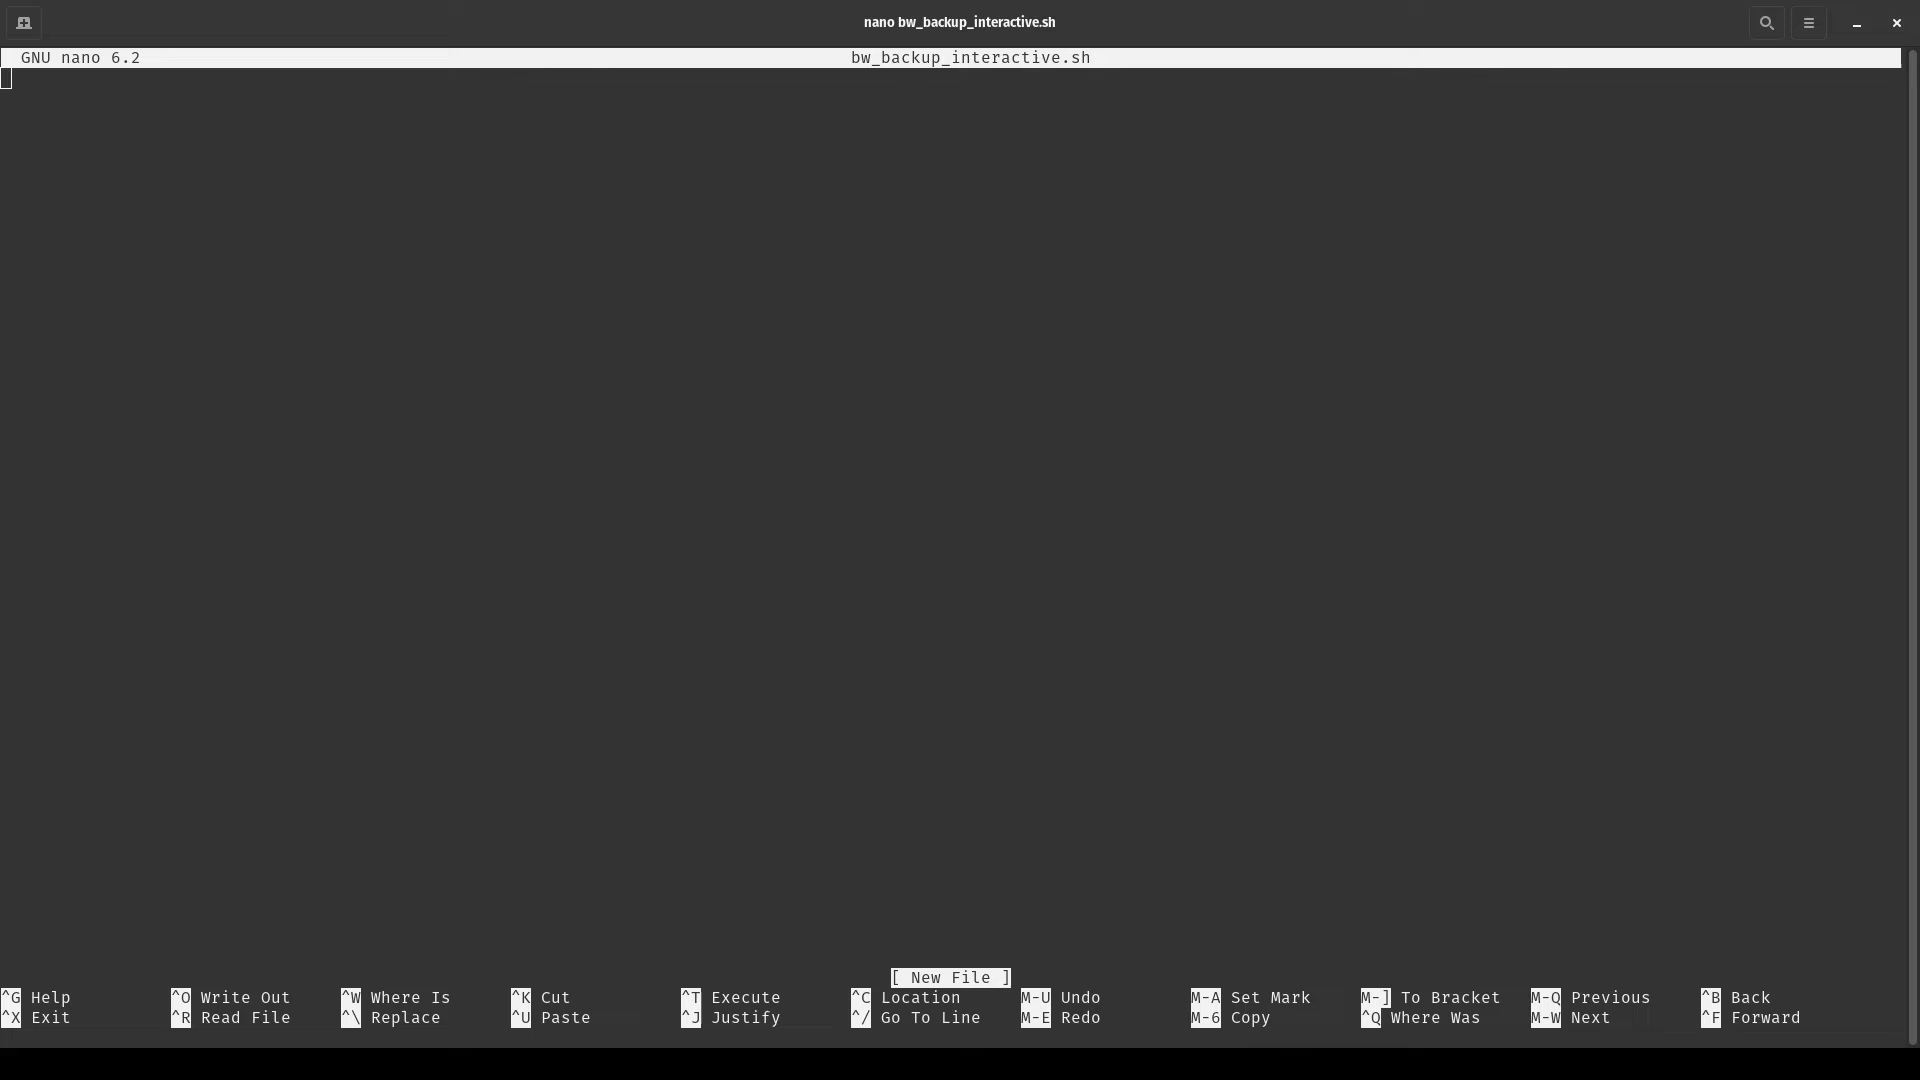 nano bw_backup_interactive.sh
GNU nano 6.2 bw_backup_interactive.sh
[ New File ]
^G Help ^O Write Out ^W Where Is ^K Cut ^T Execute ^C Location M-U Undo M-A Set Mark M-] To Bracket M-Q Previous ^B Back
^X Exit ^R Read File ^\ Replace ^U Paste ^J Justify ^/ Go To Line M-E Redo M-6 Copy ^Q Where Was M-W Next ^F Forward